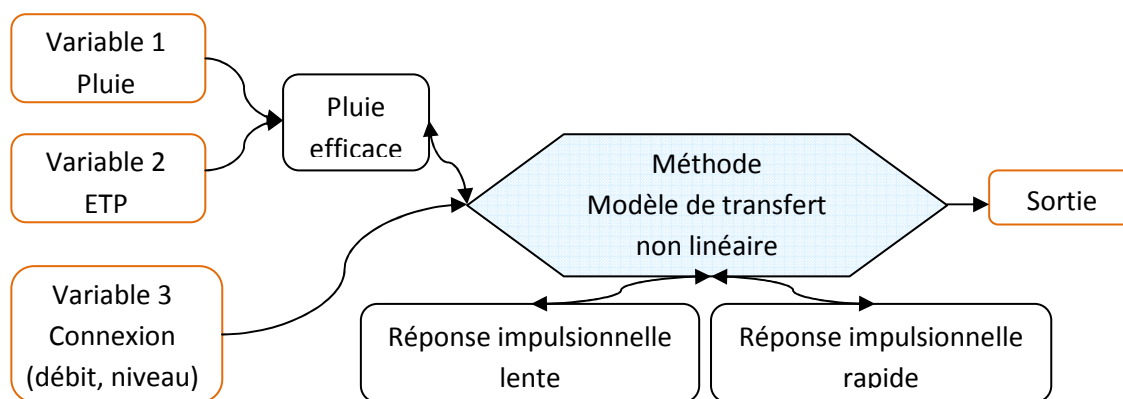 Variable 1
Pluie
Variable 2
ETP
Pluie
efficace
Variable 3
Connexion
(débit, niveau)
Méthode
Modèle de transfert
non linéaire
Sortie
Réponse impulsionnelle
lente
Réponse impulsionnelle
rapide